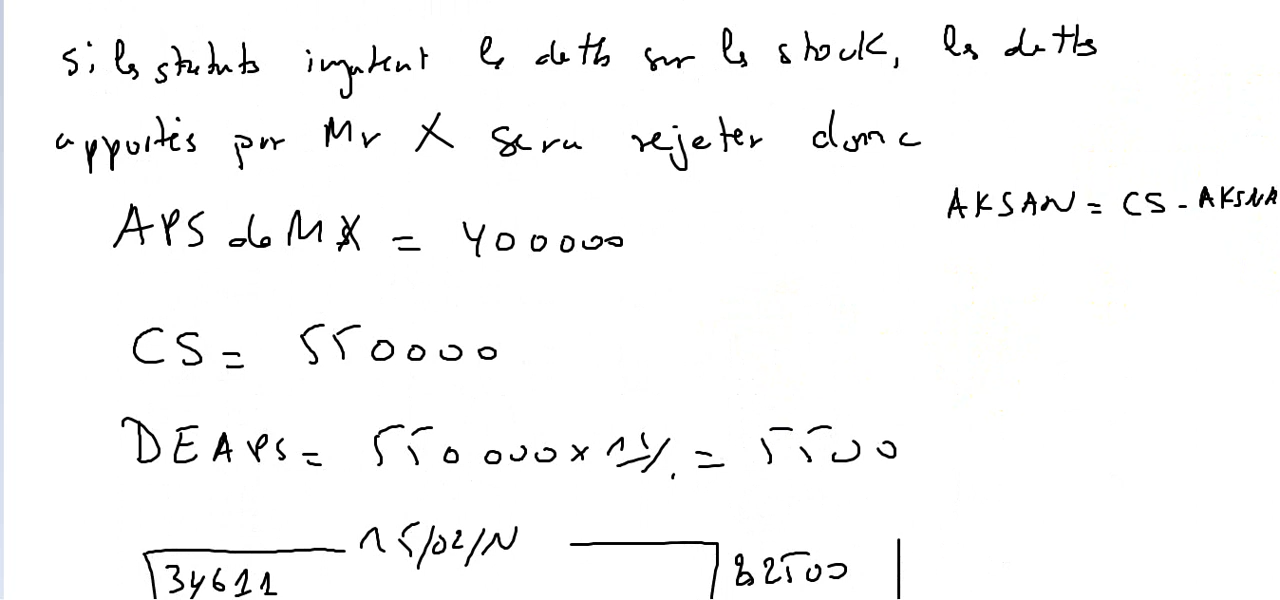 si les statuts imputent les dettes sur les stock, les dettes
apportés par Mr X sera rejeter donc
AKSAN = CS - AKSNA
APS de M X = 400000
CS = 550000
DEAPS = 550000 x 1% = 5500
15/02/N
34611 82500